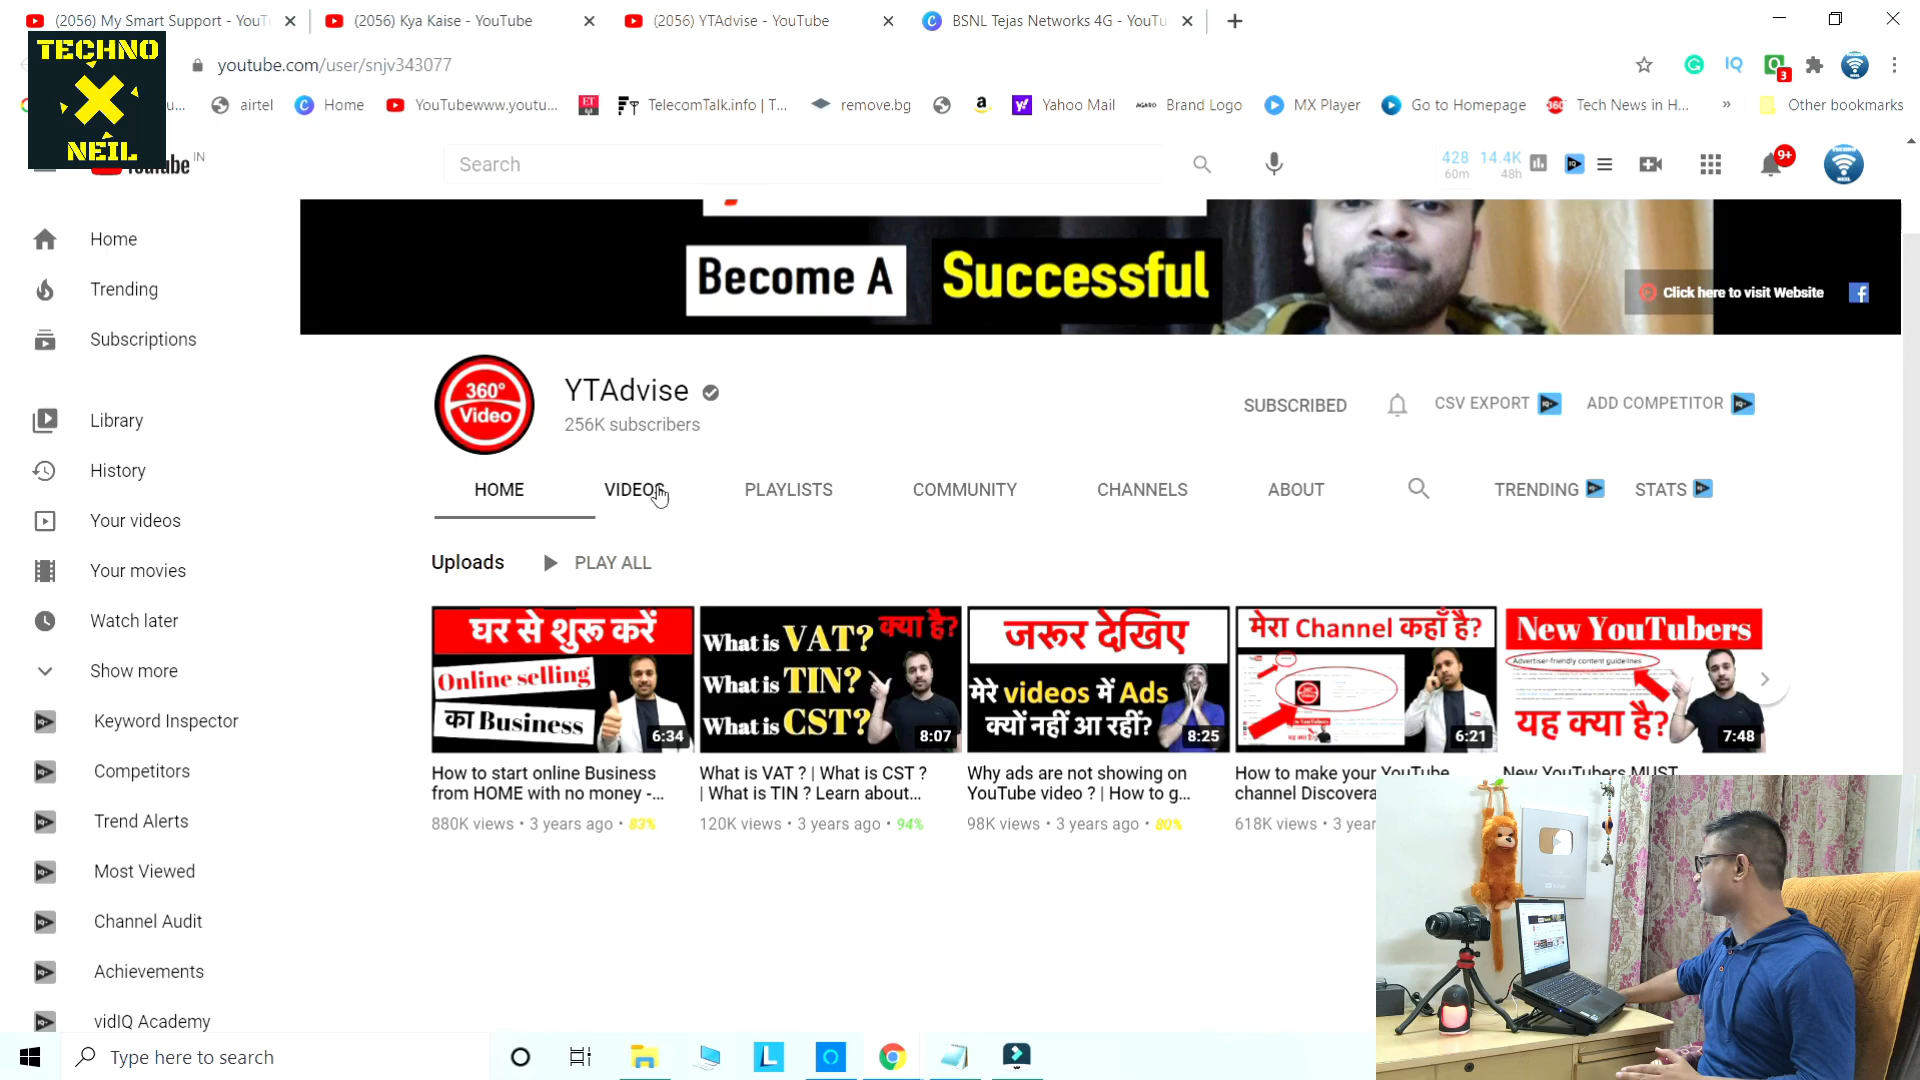 (2056) My Smart Support - YouT
(2056) Kya Kaise - YouTube
(2056) YTAdvise - YouTube
BSNL Tejas Networks 4G - YouTu
TECHNO
NEIL
youtube.com/user/snjv343077
airtel
Home
YouTubewww.youtu...
TelecomTalk.info | T...
remove.bg
Yahoo Mail
AGARO Brand Logo
MX Player
Go to Homepage
360 Tech News in H...
»
Other bookmarks
IN
Search
428 60m
14.4K 48h
9+
Home
Trending
Subscriptions
Library
History
Your videos
Your movies
Watch later
Show more
Keyword Inspector
Competitors
Trend Alerts
Most Viewed
Channel Audit
Achievements
vidIQ Academy
Become A Successful
Click here to visit Website
360° Video
YTAdvise
256K subscribers
SUBSCRIBED
CSV EXPORT
ADD COMPETITOR
HOME
VIDEOS
PLAYLISTS
COMMUNITY
CHANNELS
ABOUT
TRENDING
STATS
Uploads
PLAY ALL
घर से शुरू करें
Online selling
का Business
6:34
How to start online Business
from HOME with no money -...
880K views • 3 years ago • 83%
What is VAT? क्या है?
What is TIN?
What is CST?
8:07
What is VAT ? | What is CST ?
| What is TIN ? Learn about...
120K views • 3 years ago • 94%
जरूर देखिए
मेरे videos में Ads
क्यों नहीं आ रहीं?
8:25
Why ads are not showing on
YouTube video ? | How to g...
98K views • 3 years ago • 80%
मेरा Channel कहाँ है?
6:21
How to make your YouTube
channel Discovera
618K views • 3 year
New YouTubers
Advertiser-friendly content guidelines
यह क्या है?
7:48
New YouTubers MUST
Type here to search